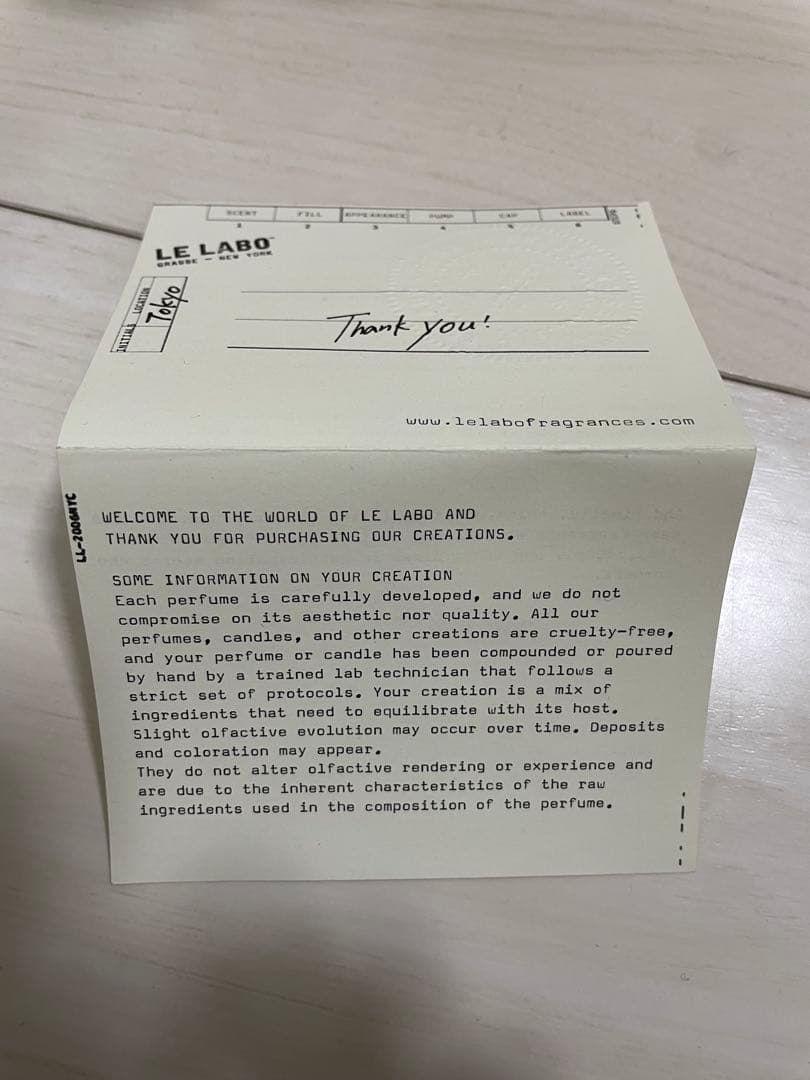 SCENT FILL APPEARANCE PUMP CAP LABEL
1 2 3 4 5 6
LE LABO
GRASSE — NEW YORK
INITIALS LOCATION
Tokyo
Thank you!
www.lelabofragrances.com
LL-2006NYC
WELCOME TO THE WORLD OF LE LABO AND
THANK YOU FOR PURCHASING OUR CREATIONS.
SOME INFORMATION ON YOUR CREATION
Each perfume is carefully developed, and we do not
compromise on its aesthetic nor quality. All our
perfumes, candles, and other creations are cruelty-free,
and your perfume or candle has been compounded or poured
by hand by a trained lab technician that follows a
strict set of protocols. Your creation is a mix of
ingredients that need to equilibrate with its host.
Slight olfactive evolution may occur over time. Deposits
and coloration may appear.
They do not alter olfactive rendering or experience and
are due to the inherent characteristics of the raw
ingredients used in the composition of the perfume.